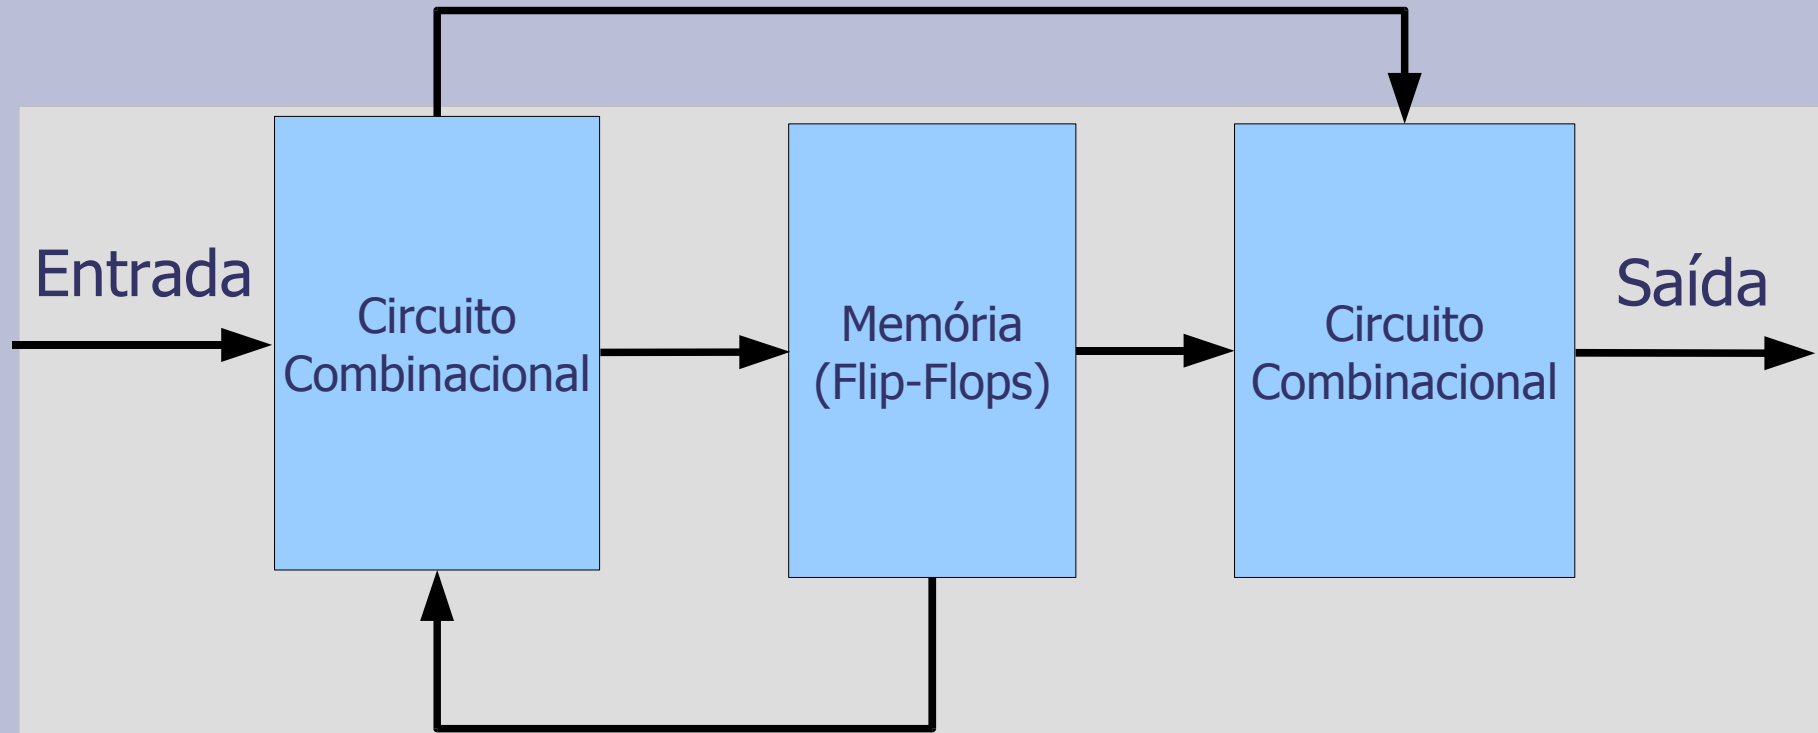 Entrada
Circuito
Combinacional
Memória
(Flip-Flops)
Circuito
Combinacional
Saída